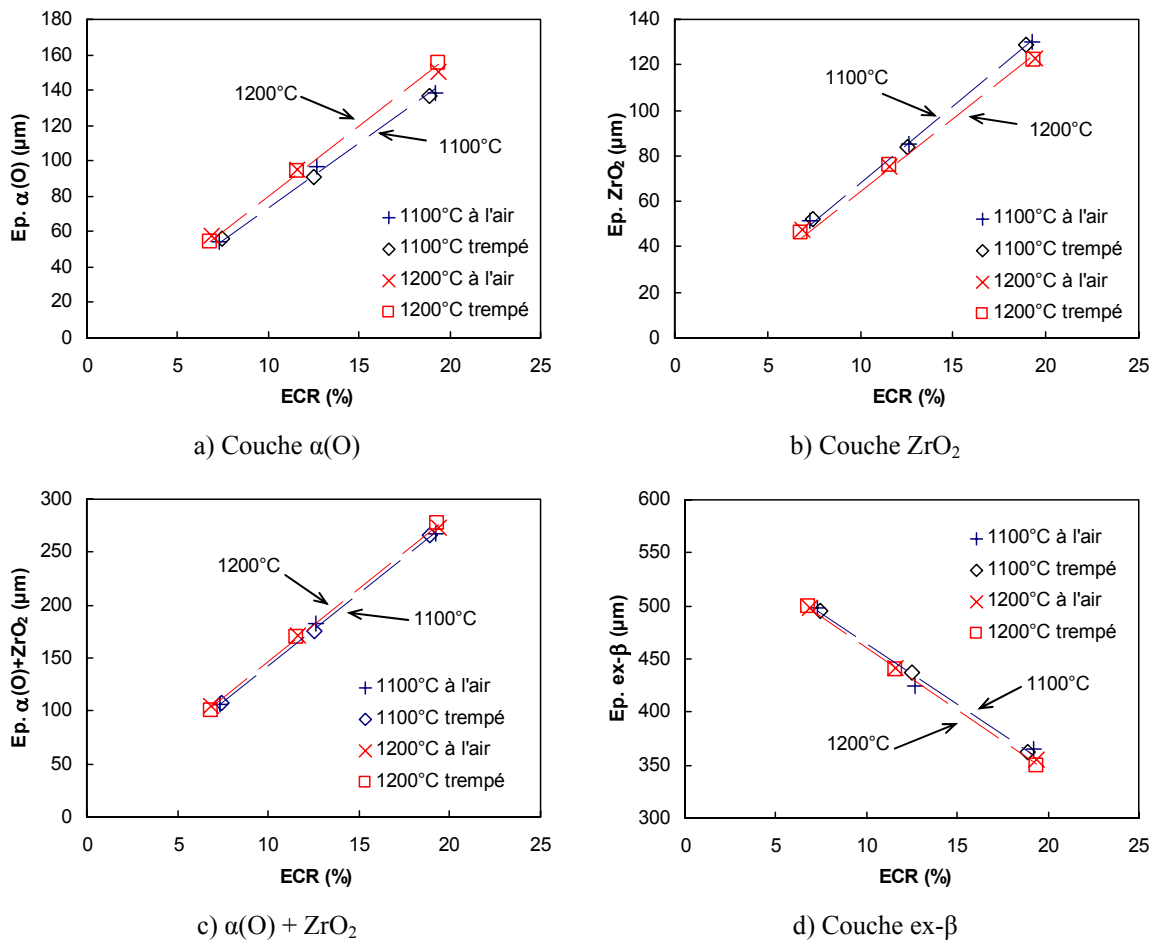 Ep. α(O) (µm)
180
160
140
120
100
80
60
40
20
0
1200°C
1100°C
1100°C à l'air
1100°C trempé
1200°C à l'air
1200°C trempé
0 5 10 15 20 25
ECR (%)
a) Couche α(O)
Ep. ZrO₂ (µm)
140
120
100
80
60
40
20
0
1100°C
1200°C
1100°C à l'air
1100°C trempé
1200°C à l'air
1200°C trempé
0 5 10 15 20 25
ECR (%)
b) Couche ZrO₂
Ep. α(O)+ZrO₂ (µm)
300
250
200
150
100
50
0
1200°C
1100°C
1100°C à l'air
1100°C trempé
1200°C à l'air
1200°C trempé
0 5 10 15 20 25
ECR (%)
c) α(O) + ZrO₂
Ep. ex-β (µm)
600
550
500
450
400
350
300
1100°C à l'air
1100°C trempé
1200°C à l'air
1200°C trempé
1100°C
1200°C
0 5 10 15 20 25
ECR (%)
d) Couche ex-β